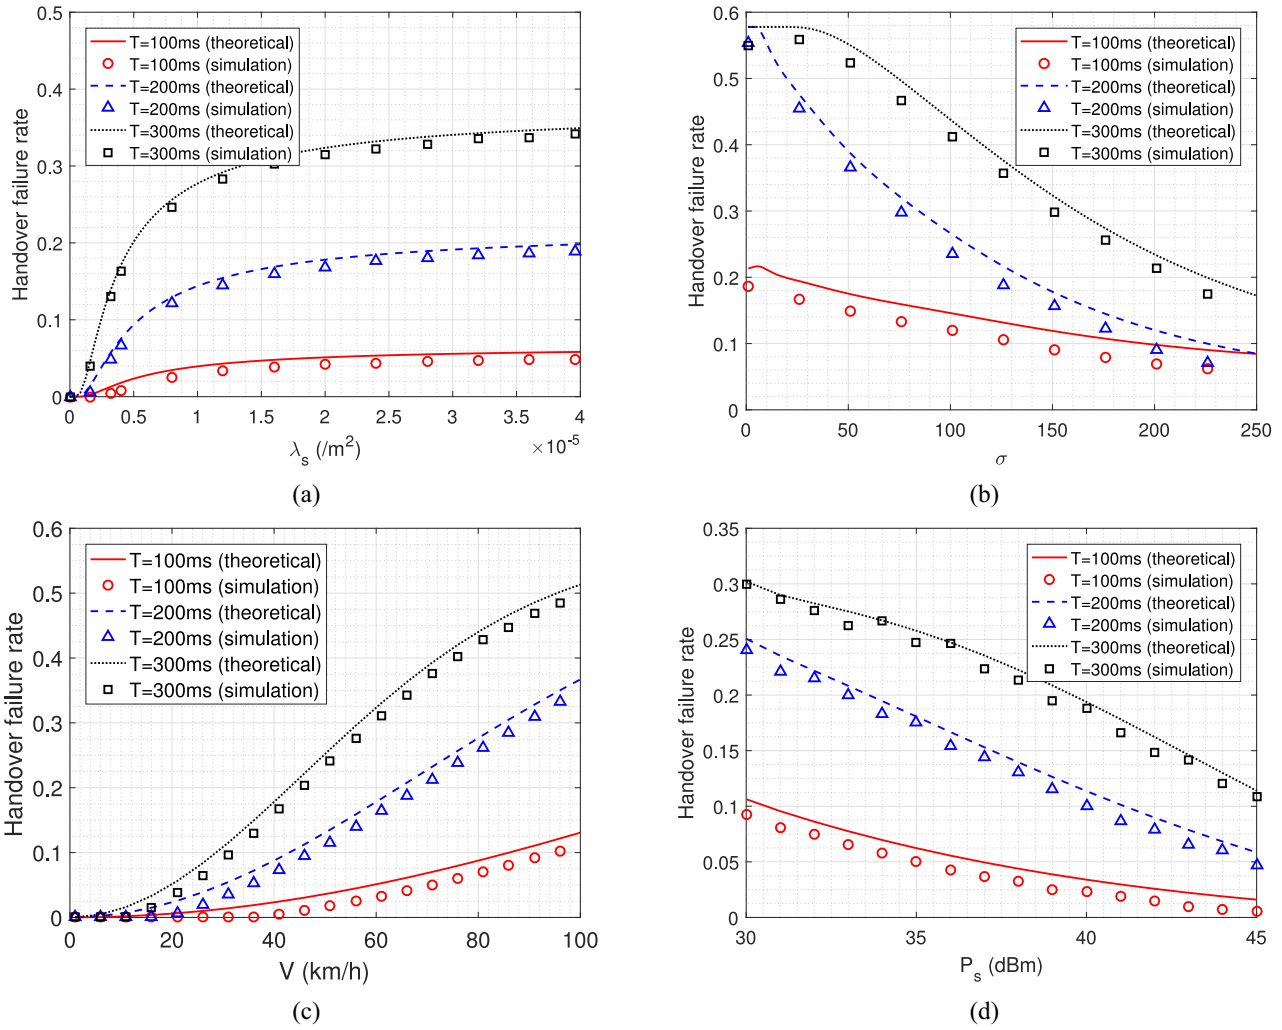 0.5
0.4
0.3
0.2
0.1
0
Handover failure rate
T=100ms (theoretical)
T=100ms (simulation)
T=200ms (theoretical)
T=200ms (simulation)
T=300ms (theoretical)
T=300ms (simulation)
0 0.5 1 1.5 2 2.5 3 3.5 4
λs (/m²) ×10⁻⁵
(a)
0.6
0.5
0.4
0.3
0.2
0.1
0
Handover failure rate
T=100ms (theoretical)
T=100ms (simulation)
T=200ms (theoretical)
T=200ms (simulation)
T=300ms (theoretical)
T=300ms (simulation)
0 50 100 150 200 250
σ
(b)
0.6
0.5
0.4
0.3
0.2
0.1
0
Handover failure rate
T=100ms (theoretical)
T=100ms (simulation)
T=200ms (theoretical)
T=200ms (simulation)
T=300ms (theoretical)
T=300ms (simulation)
0 20 40 60 80 100
V (km/h)
(c)
0.35
0.3
0.25
0.2
0.15
0.1
0.05
0
Handover failure rate
T=100ms (theoretical)
T=100ms (simulation)
T=200ms (theoretical)
T=200ms (simulation)
T=300ms (theoretical)
T=300ms (simulation)
30 35 40 45
Ps (dBm)
(d)